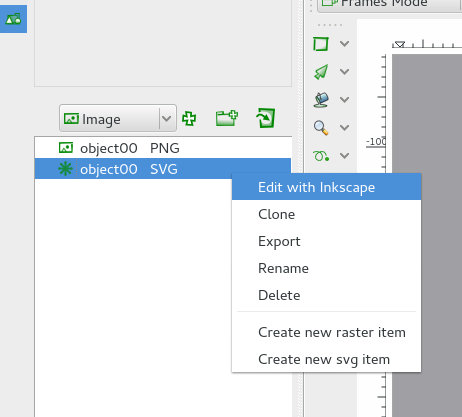 Frames Mode
Image
object00 PNG
object00 SVG
-100
Edit with Inkscape
Clone
Export
Rename
Delete
Create new raster item
Create new svg item